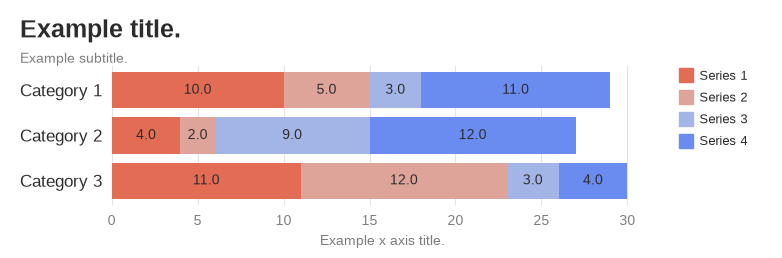 Example title.
Example subtitle.
Series 1
Series 2
Series 3
Series 4
Category 1 10.0 5.0 3.0 11.0
Category 2 4.0 2.0 9.0 12.0
Category 3 11.0 12.0 3.0 4.0
0 5 10 15 20 25 30
Example x axis title.